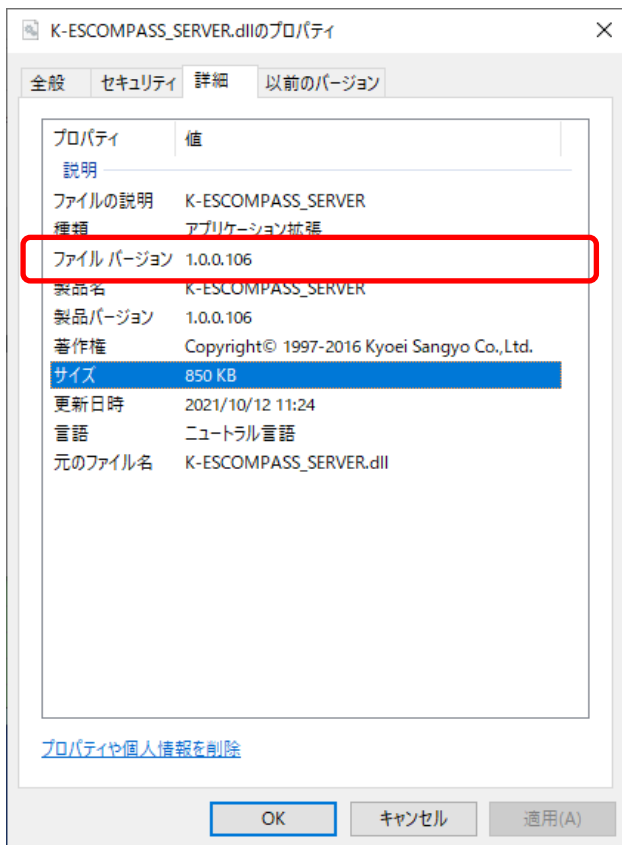 K-ESCOMPASS_SERVER.dllのプロパティ
全般 セキュリティ 詳細 以前のバージョン
プロパティ 値
説明
ファイルの説明 K-ESCOMPASS_SERVER
種類 アプリケーション拡張
ファイル バージョン 1.0.0.106
製品名 K-ESCOMPASS_SERVER
製品バージョン 1.0.0.106
著作権 Copyright© 1997-2016 Kyoei Sangyo Co.,Ltd.
サイズ 850 KB
更新日時 2021/10/12 11:24
言語 ニュートラル言語
元のファイル名 K-ESCOMPASS_SERVER.dll
プロパティや個人情報を削除
OK キャンセル 適用(A)